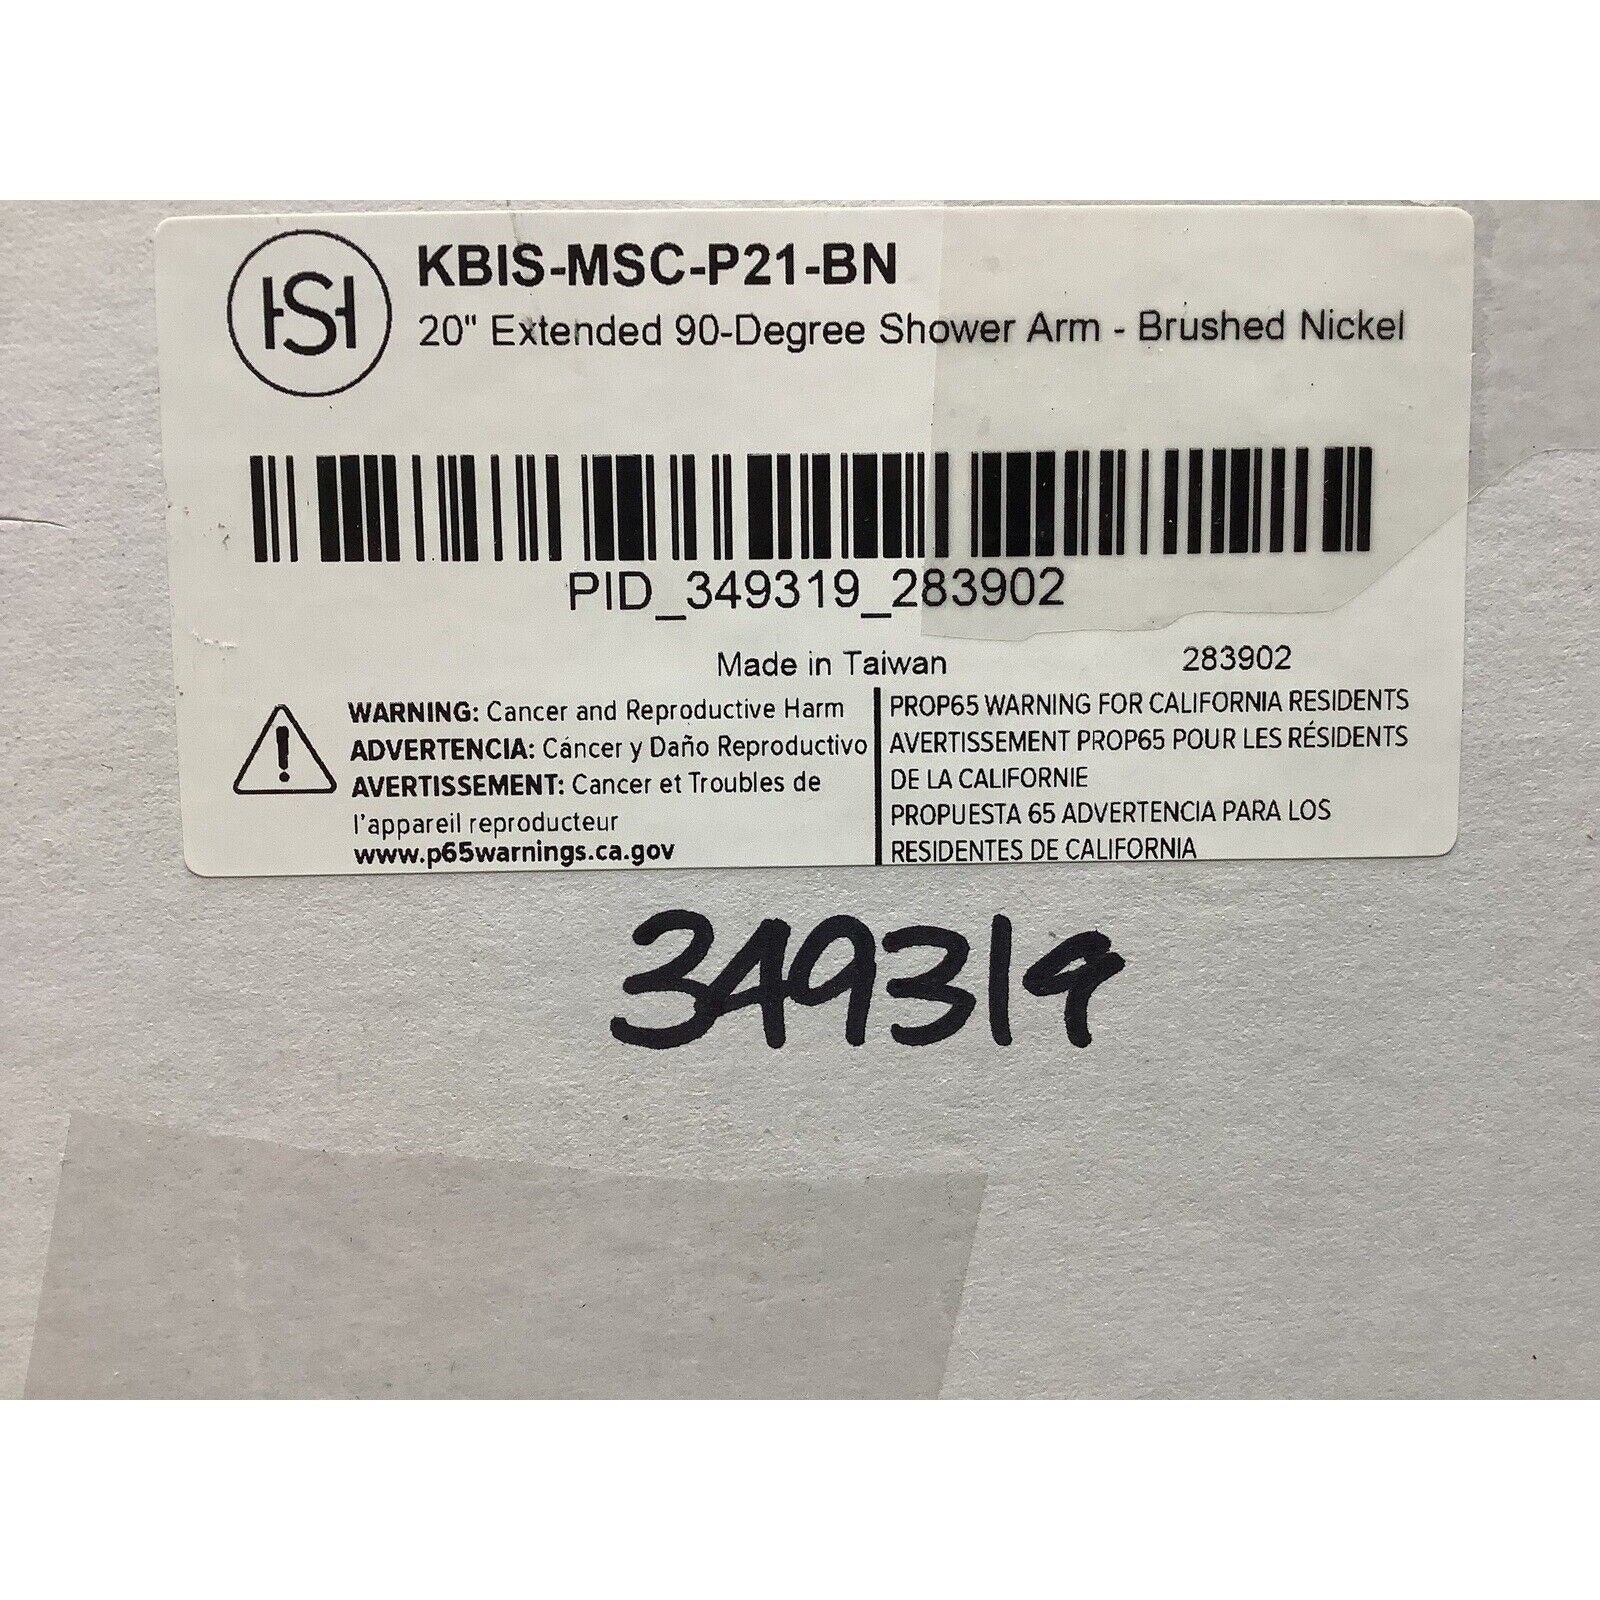 HSH
KBIS-MSC-P21-BN
20" Extended 90-Degree Shower Arm - Brushed Nickel
PID_349319_283902
Made in Taiwan
283902
WARNING: Cancer and Reproductive Harm
ADVERTENCIA: Cáncer y Daño Reproductivo
AVERTISSEMENT: Cancer et Troubles de
l'appareil reproducteur
www.p65warnings.ca.gov
PROP65 WARNING FOR CALIFORNIA RESIDENTS
AVERTISSEMENT PROP65 POUR LES RÉSIDENTS
DE LA CALIFORNIE
PROPUESTA 65 ADVERTENCIA PARA LOS
RESIDENTES DE CALIFORNIA
349319